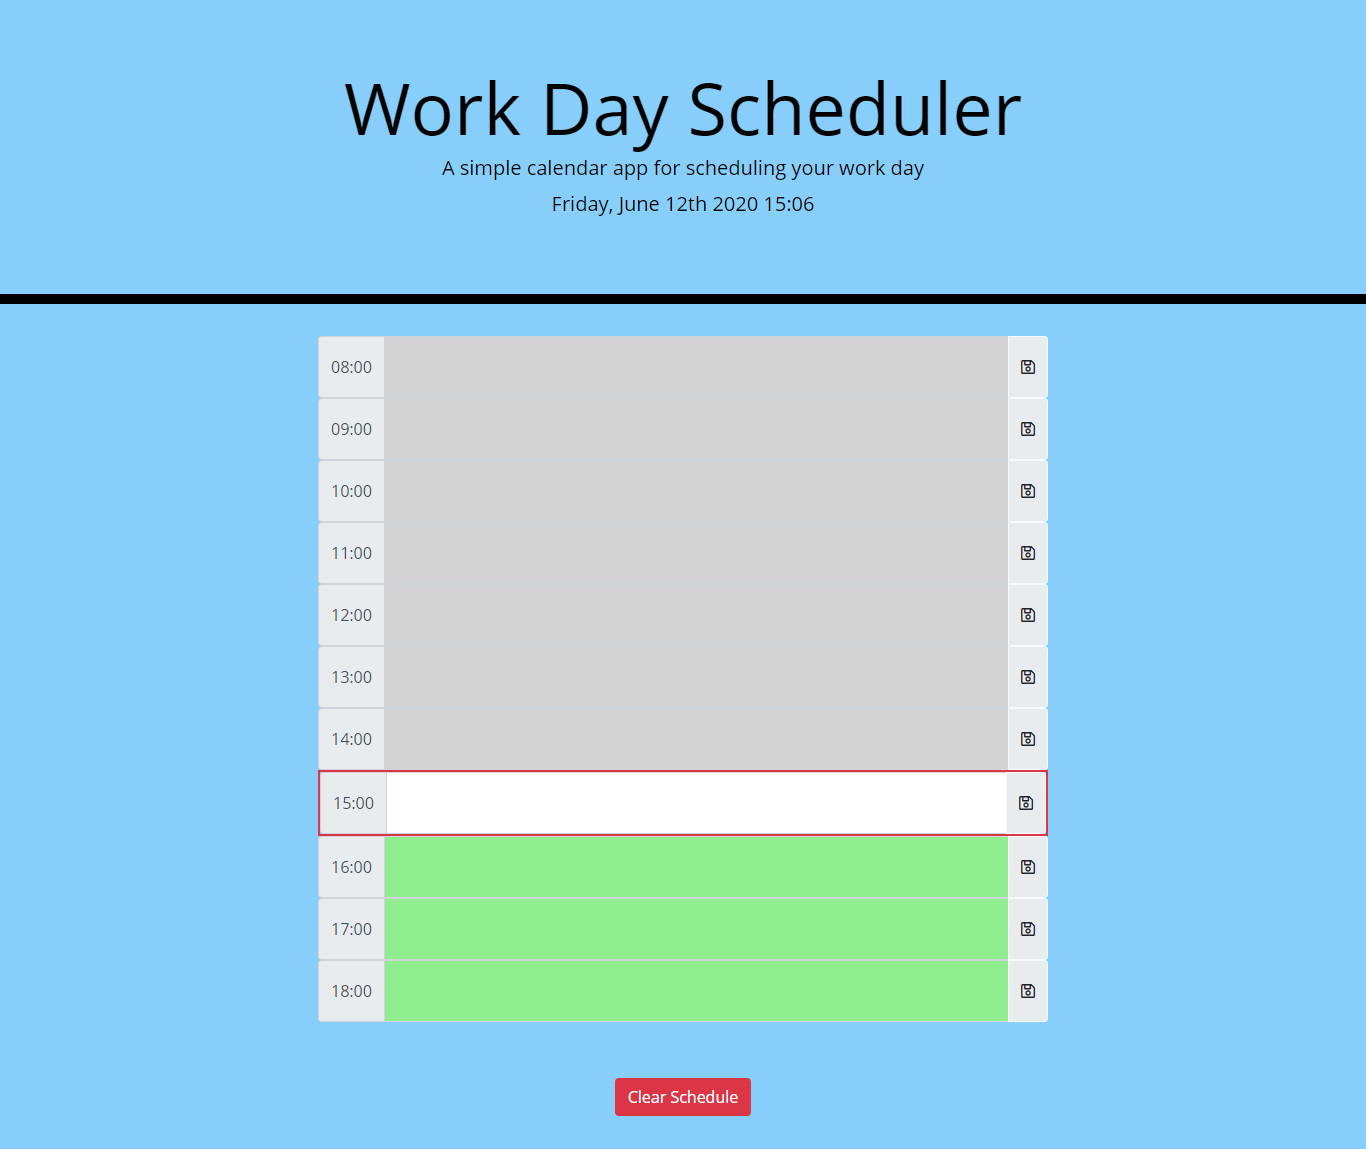 Work Day Scheduler
A simple calendar app for scheduling your work day
Friday, June 12th 2020 15:06
08:00
09:00
10:00
11:00
12:00
13:00
14:00
15:00
16:00
17:00
18:00
Clear Schedule